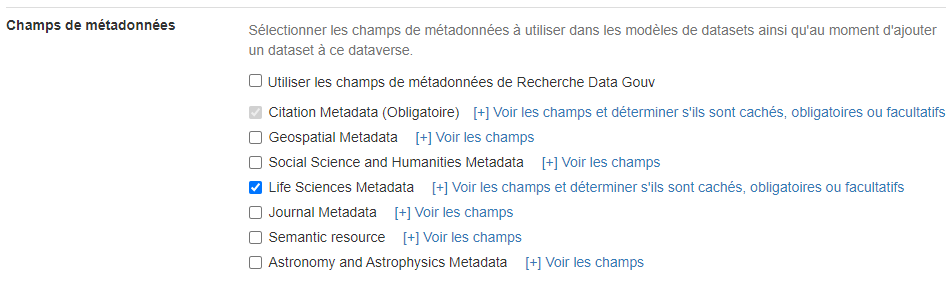 Champs de métadonnées
Sélectionner les champs de métadonnées à utiliser dans les modèles de datasets ainsi qu'au moment d'ajouter
un dataset à ce dataverse.
Utiliser les champs de métadonnées de Recherche Data Gouv
Citation Metadata (Obligatoire) [+] Voir les champs et déterminer s'ils sont cachés, obligatoires ou facultatifs
Geospatial Metadata [+] Voir les champs
Social Science and Humanities Metadata [+] Voir les champs
Life Sciences Metadata [+] Voir les champs et déterminer s'ils sont cachés, obligatoires ou facultatifs
Journal Metadata [+] Voir les champs
Semantic resource [+] Voir les champs
Astronomy and Astrophysics Metadata [+] Voir les champs